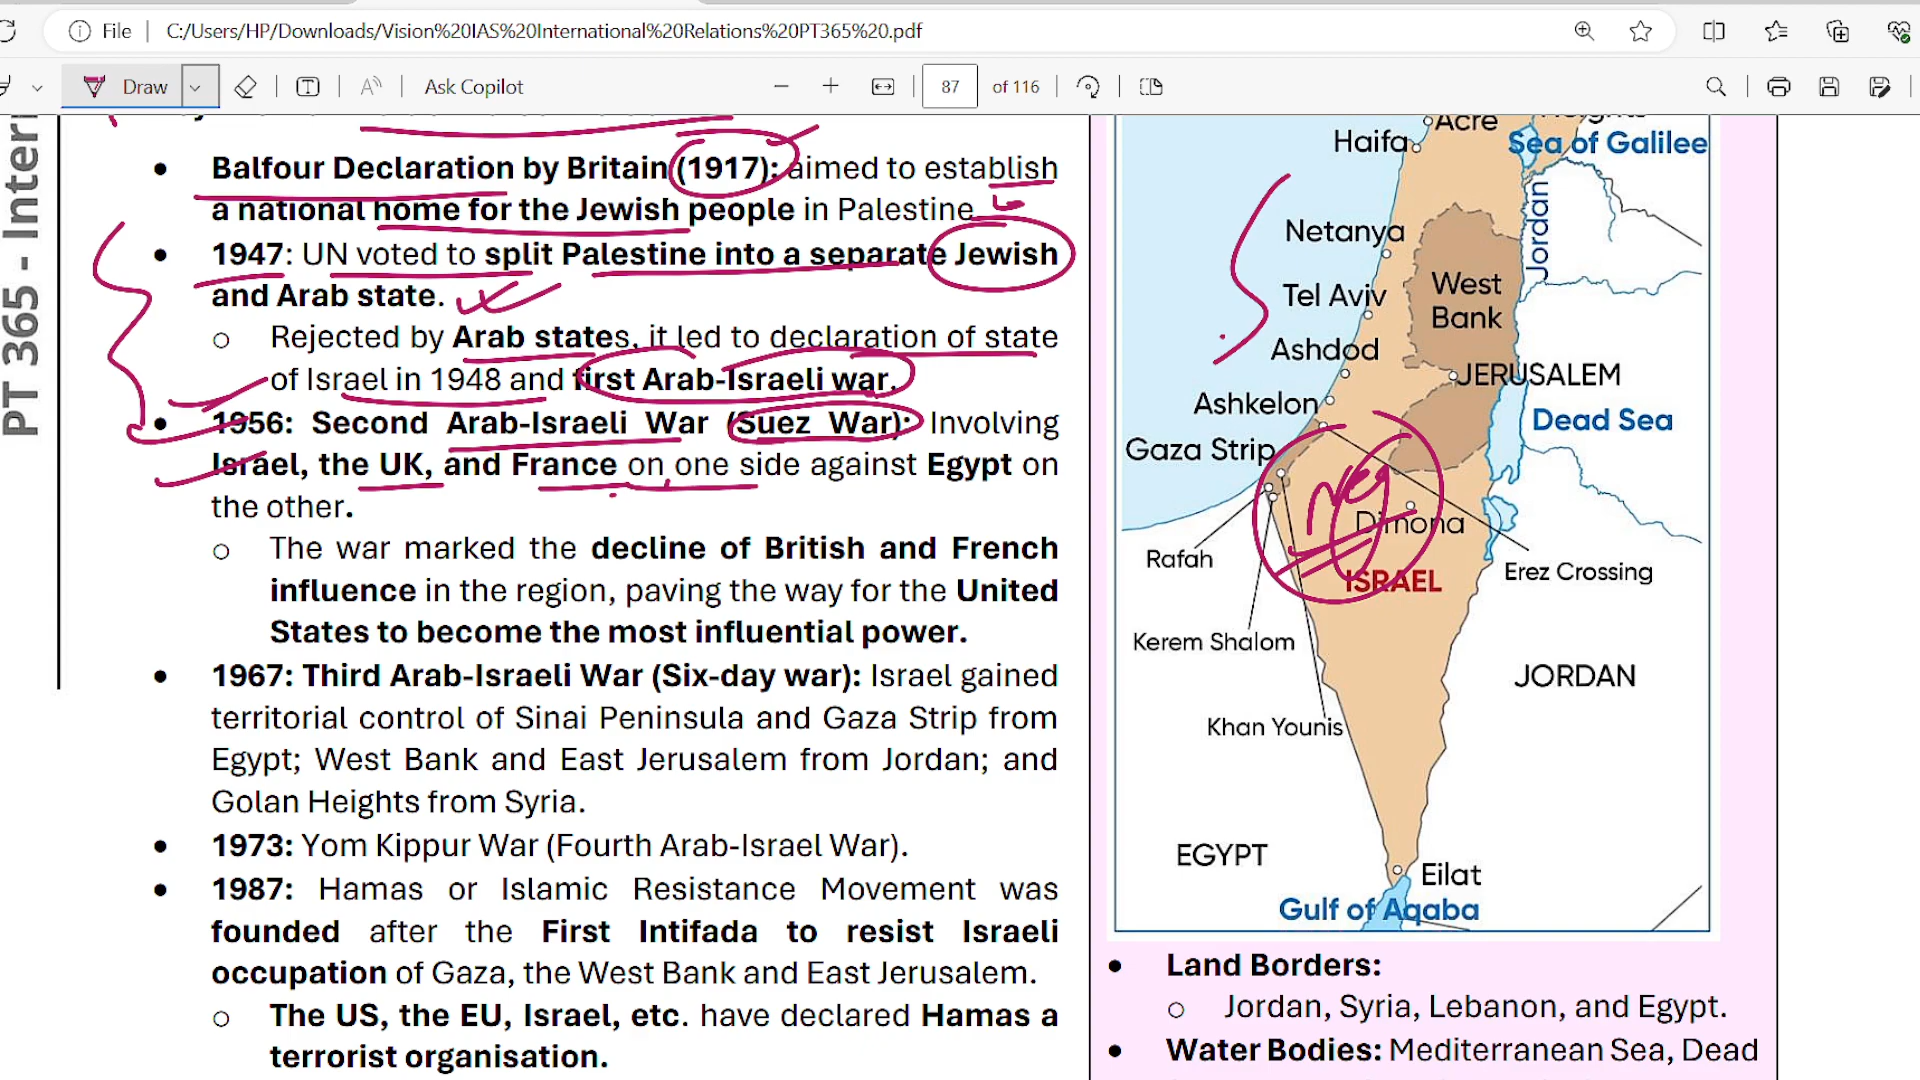 File
C:/Users/HP/Downloads/Vision%20IAS%20International%20Relations%20PT365%20.pdf
Draw
Ask Copilot
87
of 116
PT 365 - Inter
Balfour Declaration by Britain (1917): aimed to establish
a national home for the Jewish people in Palestine
1947: UN voted to split Palestine into a separate Jewish
and Arab state.
Rejected by Arab states, it led to declaration of state
of Israel in 1948 and first Arab-Israeli war.
1956: Second Arab-Israeli War (Suez War): Involving
Israel, the UK, and France on one side against Egypt on
the other.
The war marked the decline of British and French
influence in the region, paving the way for the United
States to become the most influential power.
1967: Third Arab-Israeli War (Six-day war): Israel gained
territorial control of Sinai Peninsula and Gaza Strip from
Egypt; West Bank and East Jerusalem from Jordan; and
Golan Heights from Syria.
1973: Yom Kippur War (Fourth Arab-Israel War).
1987: Hamas or Islamic Resistance Movement was
founded after the First Intifada to resist Israeli
occupation of Gaza, the West Bank and East Jerusalem.
The US, the EU, Israel, etc. have declared Hamas a
terrorist organisation.
Acre
Haifa
Sea of Galilee
Jordan
Netanya
West
Bank
Tel Aviv
Ashdod
JERUSALEM
Ashkelon
Dead Sea
Gaza Strip
Dimona
Rafah
ISRAEL
Erez Crossing
Kerem Shalom
JORDAN
Khan Younis
EGYPT
Eilat
Gulf of Aqaba
Land Borders:
Jordan, Syria, Lebanon, and Egypt.
Water Bodies: Mediterranean Sea, Dead